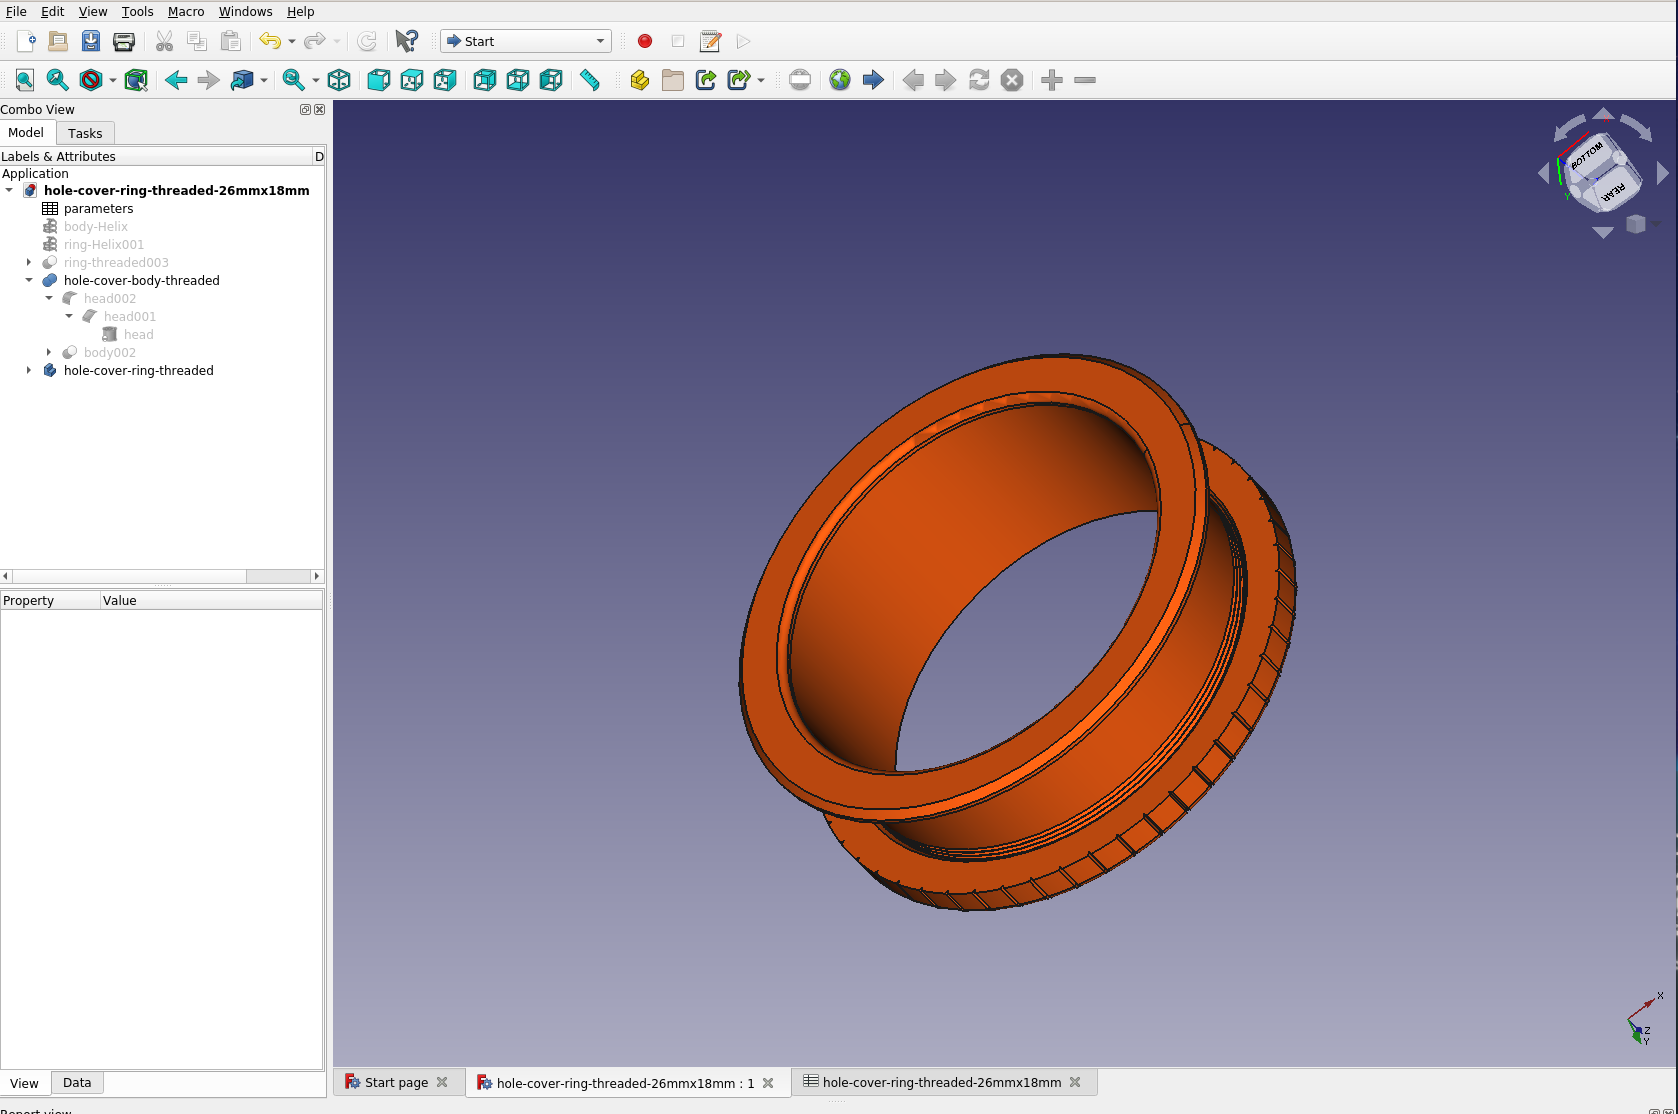 File Edit View Tools Macro Windows Help
Start
Combo View
Model Tasks
Labels & Attributes D
Application
hole-cover-ring-threaded-26mmx18mm
parameters
body-Helix
ring-Helix001
ring-threaded003
hole-cover-body-threaded
head002
head001
head
body002
hole-cover-ring-threaded
BOTTOM
REAR
X
Y
Property Value
X
Z
Y
View Data
Start page hole-cover-ring-threaded-26mmx18mm : 1 hole-cover-ring-threaded-26mmx18mm
Report view